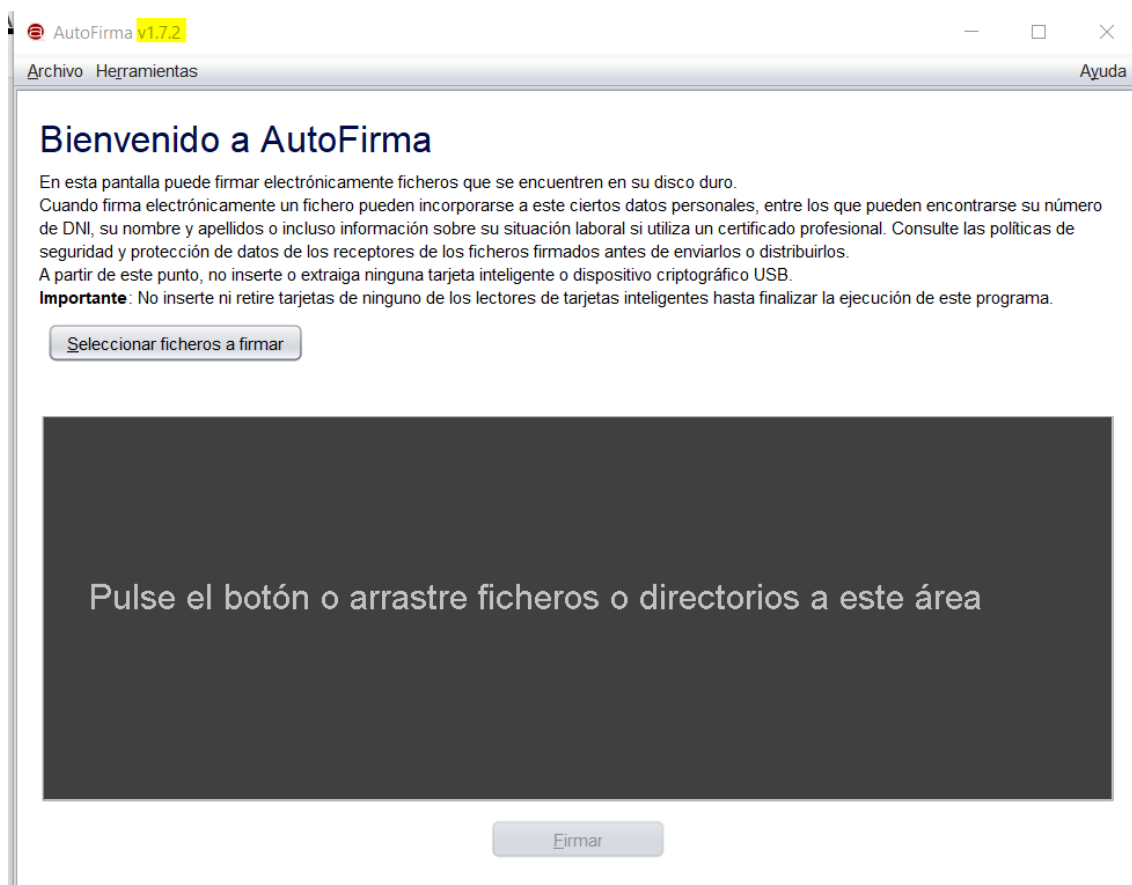 AutoFirma v1.7.2
Archivo Herramientas Ayuda
Bienvenido a AutoFirma
En esta pantalla puede firmar electrónicamente ficheros que se encuentren en su disco duro.
Cuando firma electrónicamente un fichero pueden incorporarse a este ciertos datos personales, entre los que pueden encontrarse su número
de DNI, su nombre y apellidos o incluso información sobre su situación laboral si utiliza un certificado profesional. Consulte las políticas de
seguridad y protección de datos de los receptores de los ficheros firmados antes de enviarlos o distribuirlos.
A partir de este punto, no inserte o extraiga ninguna tarjeta inteligente o dispositivo criptográfico USB.
Importante: No inserte ni retire tarjetas de ninguno de los lectores de tarjetas inteligentes hasta finalizar la ejecución de este programa.
Seleccionar ficheros a firmar
Pulse el botón o arrastre ficheros o directorios a este área
Firmar